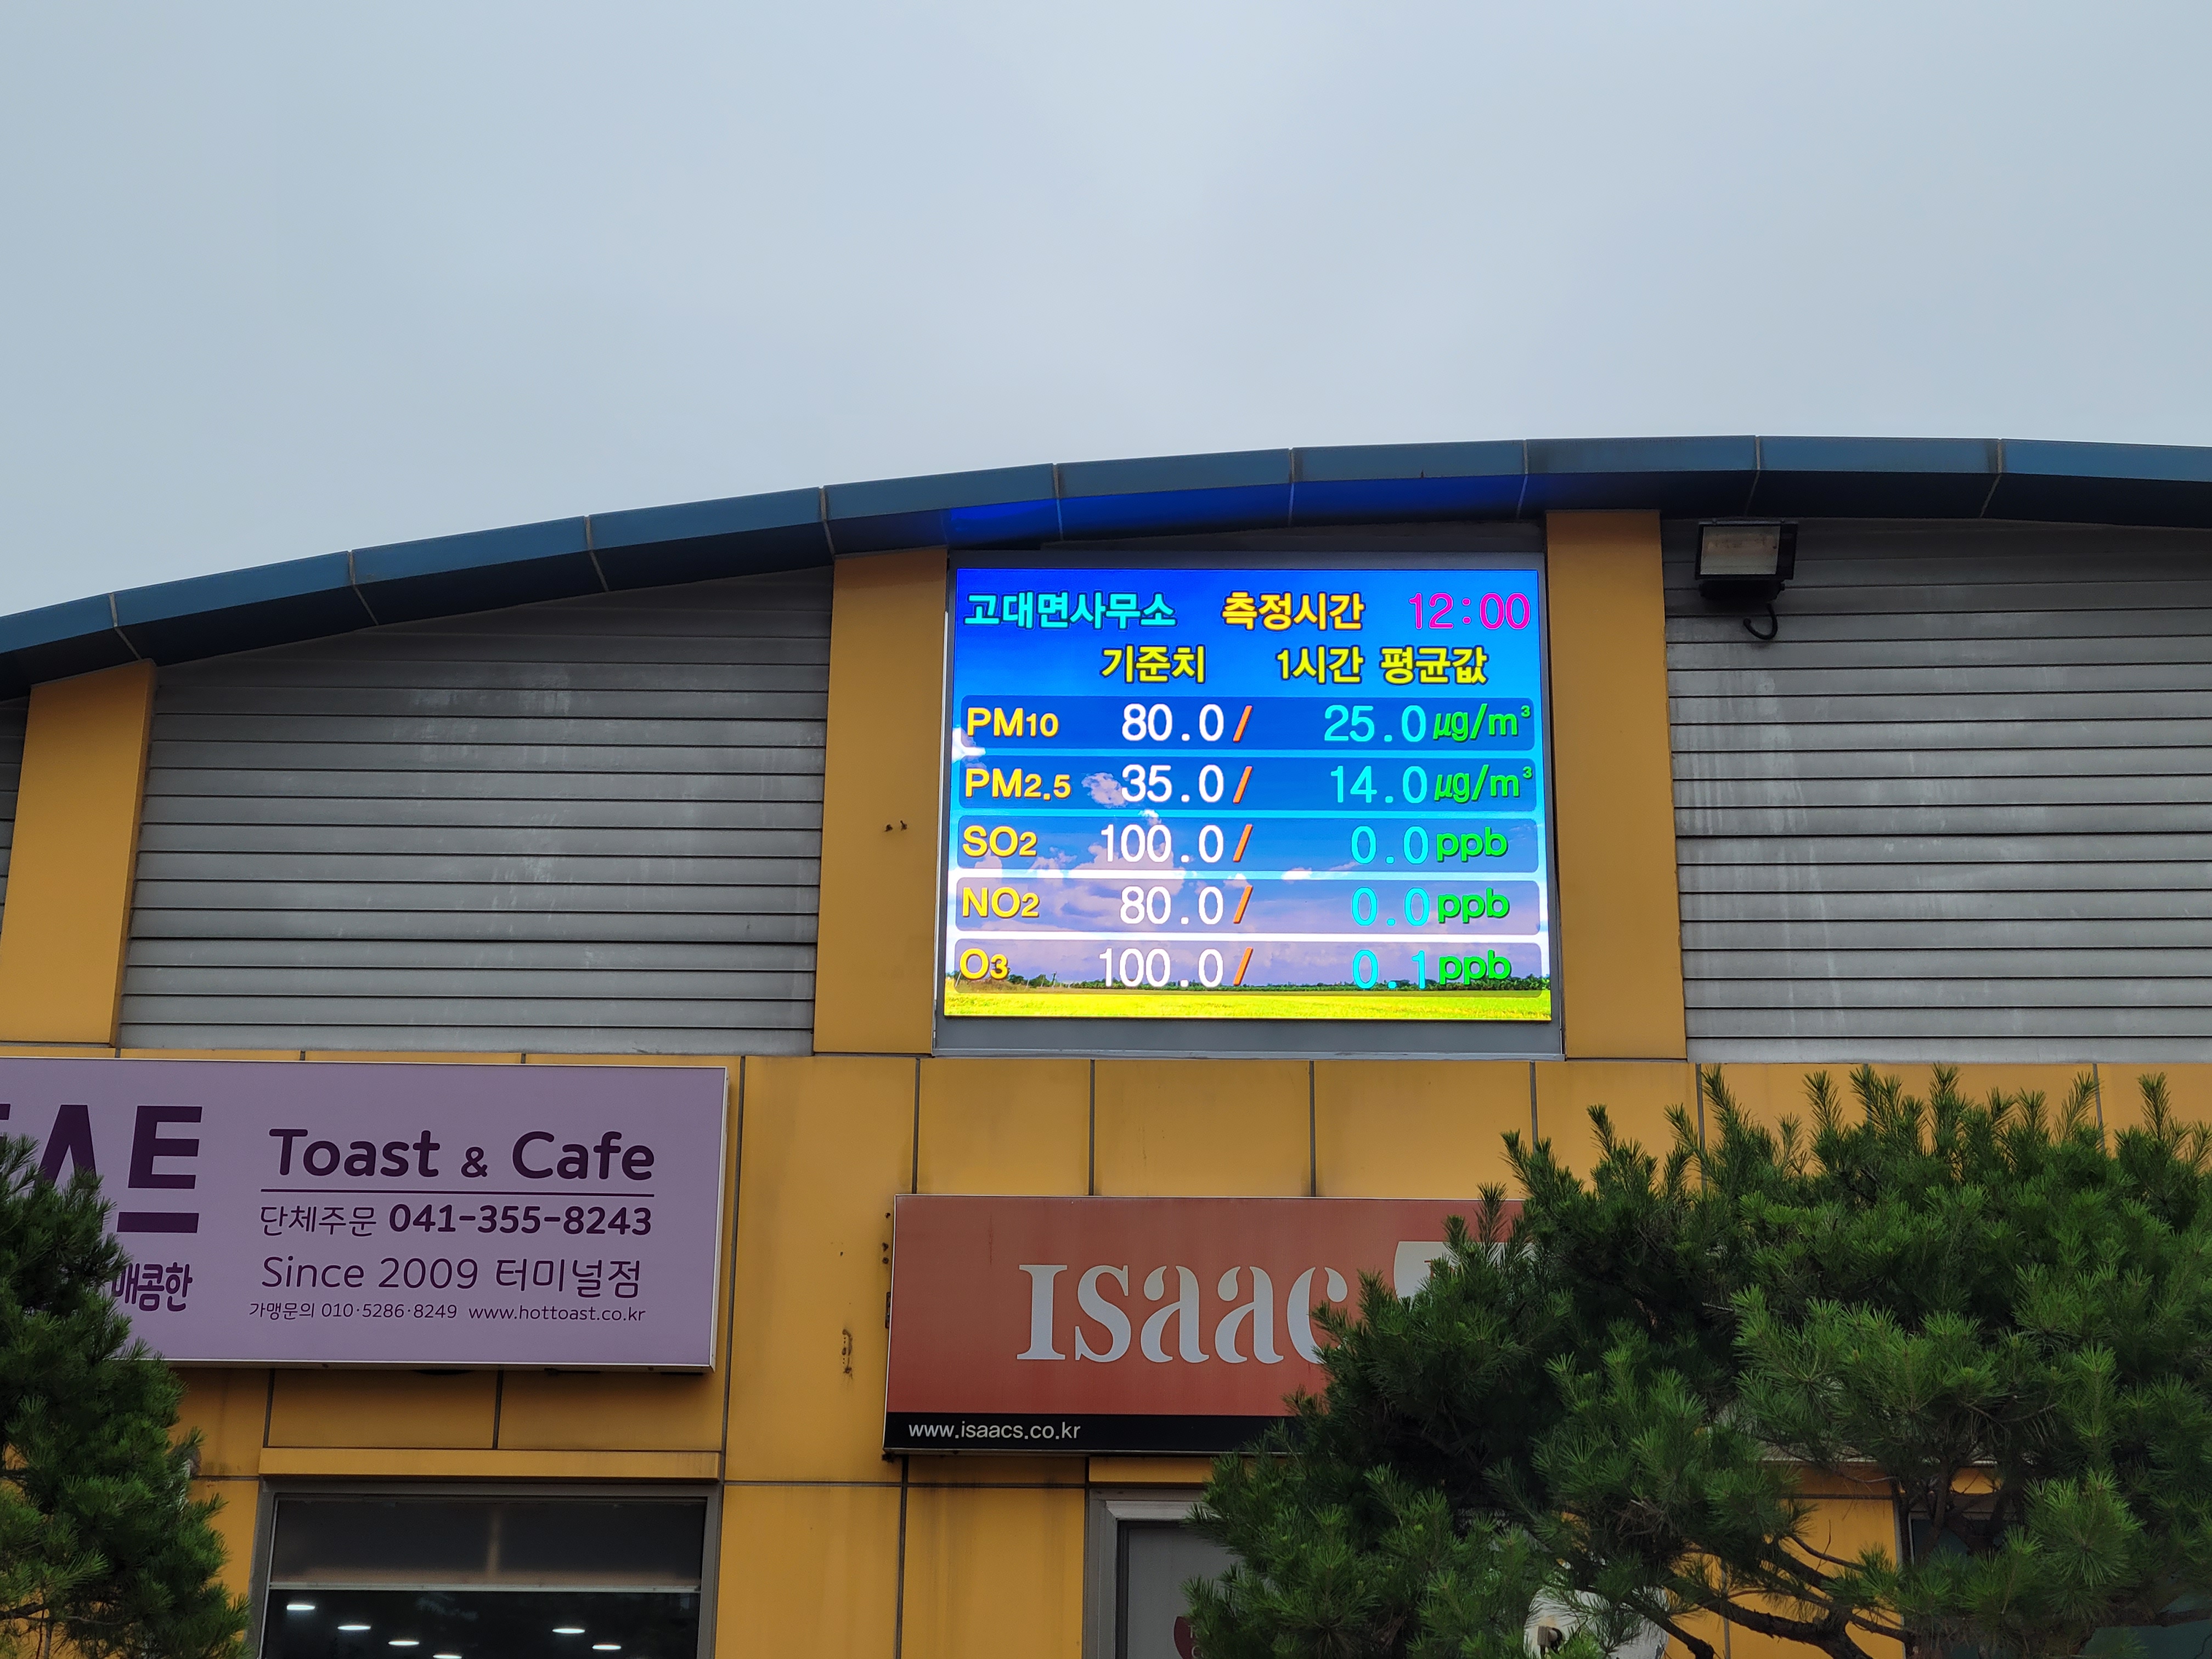 고대면사무소 측정시간 12:00
기준치 1시간 평균값
PM10 80.0/ 25.0㎍/m³
PM2.5 35.0/ 14.0㎍/m³
SO2 100.0/ 0.0ppb
NO2 80.0/ 0.0ppb
O3 100.0/ 0.1ppb
Toast & Cafe
단체주문 041-355-8243
Since 2009 터미널점
매콤한
가맹문의 010·5286·8249 www.hottoast.co.kr
ISaac
www.isaacs.co.kr